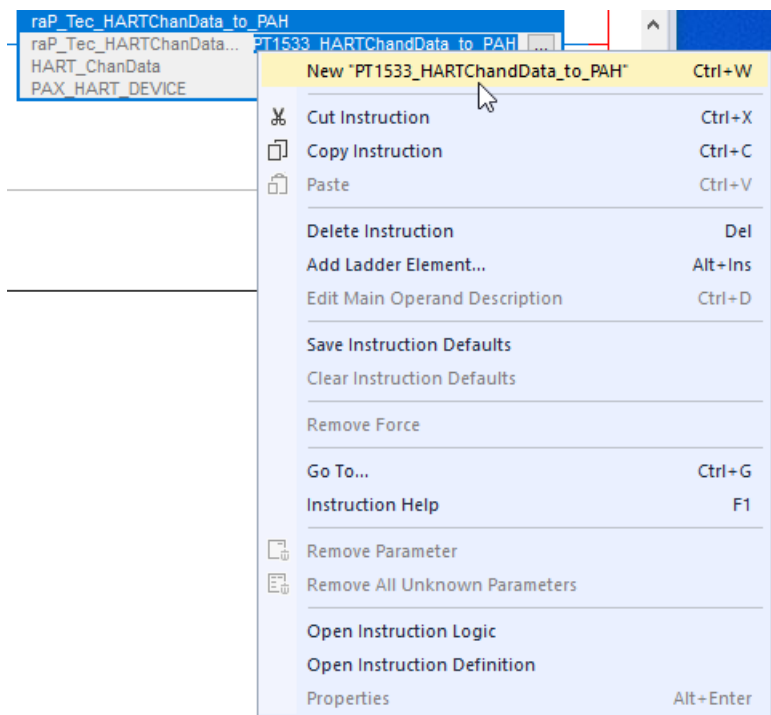 raP_Tec_HARTChanData_to_PAH
raP_Tec_HARTChanData... PT1533_HARTChandData_to_PAH ...
HART_ChanData
PAX_HART_DEVICE
New "PT1533_HARTChandData_to_PAH" Ctrl+W
Cut Instruction Ctrl+X
Copy Instruction Ctrl+C
Paste Ctrl+V
Delete Instruction Del
Add Ladder Element... Alt+Ins
Edit Main Operand Description Ctrl+D
Save Instruction Defaults
Clear Instruction Defaults
Remove Force
Go To... Ctrl+G
Instruction Help F1
Remove Parameter
Remove All Unknown Parameters
Open Instruction Logic
Open Instruction Definition
Properties Alt+Enter